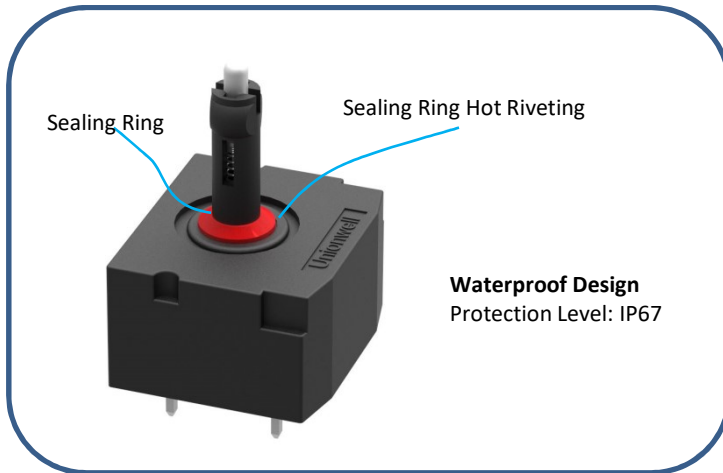 Sealing Ring
Sealing Ring Hot Riveting
Unionwell
Waterproof Design
Protection Level: IP67